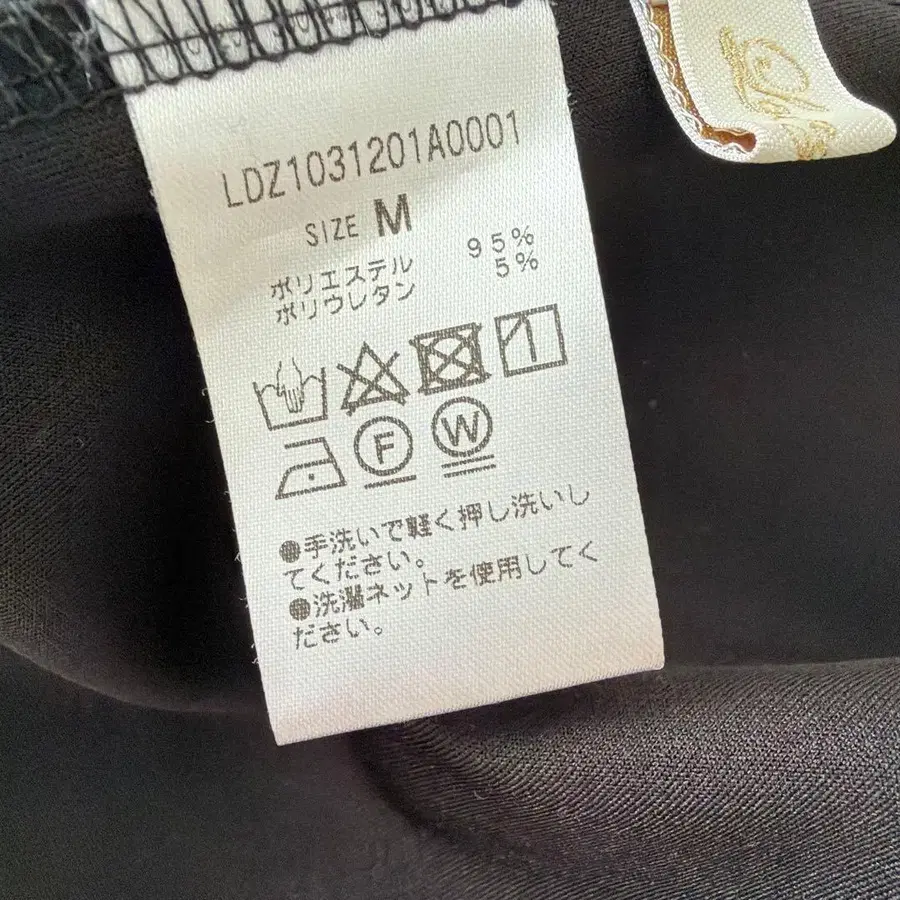 LDZ1031201A0001
SIZE M
ポリエステル 95%
ポリウレタン 5%
F W
●手洗いで軽く押し洗いし
てください。
●洗濯ネットを使用してく
ださい。